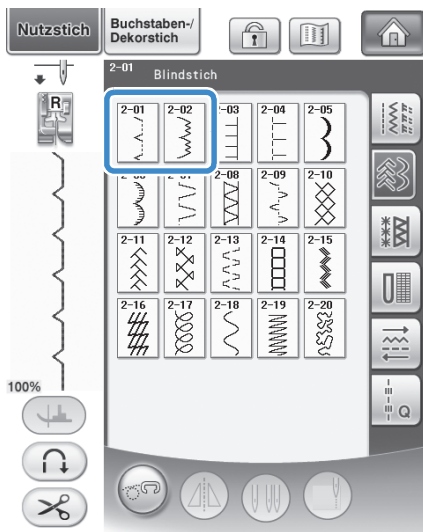 Nutzstich
Buchstaben-/
Dekorstich
2-01
Blindstich
R
2-01 2-02 2-03 2-04 2-05
2-06 2-07 2-08 2-09 2-10
2-11 2-12 2-13 2-14 2-15
2-16 2-17 2-18 2-19 2-20
Q
100%